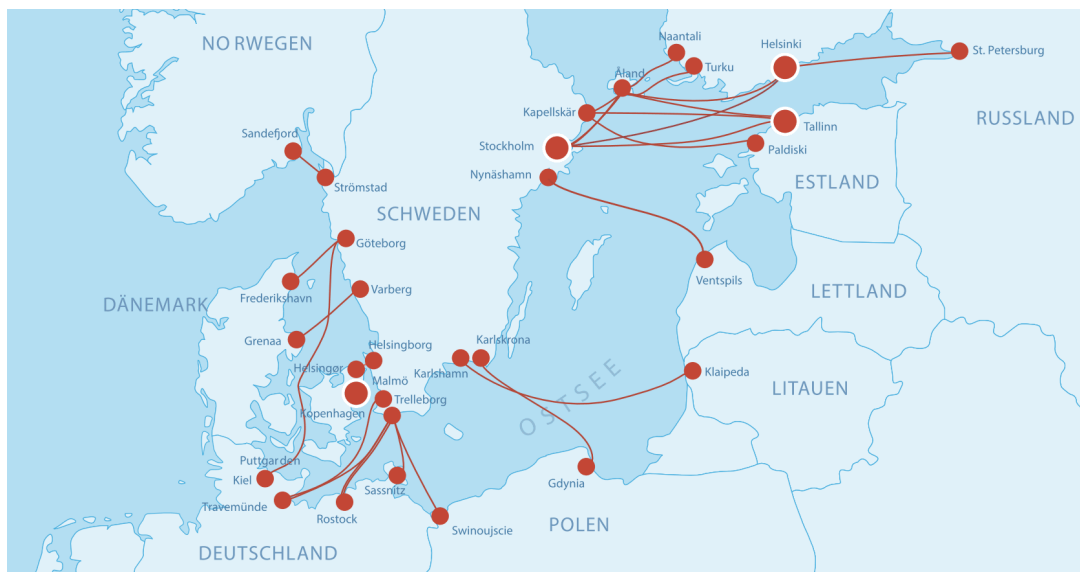 NORWEGEN
Naantali
Helsinki
Turku
St. Petersburg
Åland
Kapellskär
RUSSLAND
Tallinn
Sandefjord
Stockholm
Paldiski
Nynäshamn
Strömstad
ESTLAND
SCHWEDEN
Göteborg
Ventspils
DÄNEMARK
Frederikshavn
Varberg
LETTLAND
Grenaa
Helsingborg
Karlskrona
Helsingør
Karlshamn
Klaipeda
Malmö
OSTSEE
LITAUEN
Trelleborg
Kopenhagen
Puttgarden
Kiel
Sassnitz
Gdynia
Travemünde
Rostock
Swinoujscie
POLEN
DEUTSCHLAND